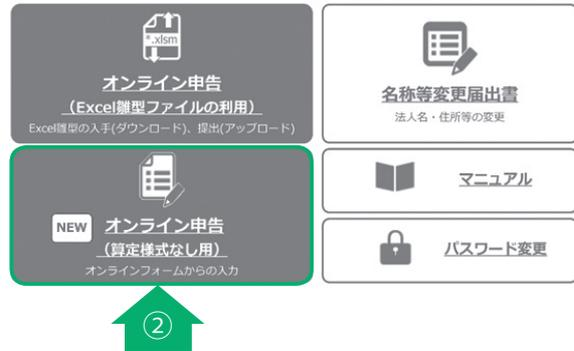 *.xlsm
オンライン申告
（Excel雛型ファイルの利用）
Excel雛型の入手(ダウンロード)、提出(アップロード)
名称等変更届出書
法人名・住所等の変更
NEW オンライン申告
（算定様式なし用）
オンラインフォームからの入力
マニュアル
パスワード変更
②